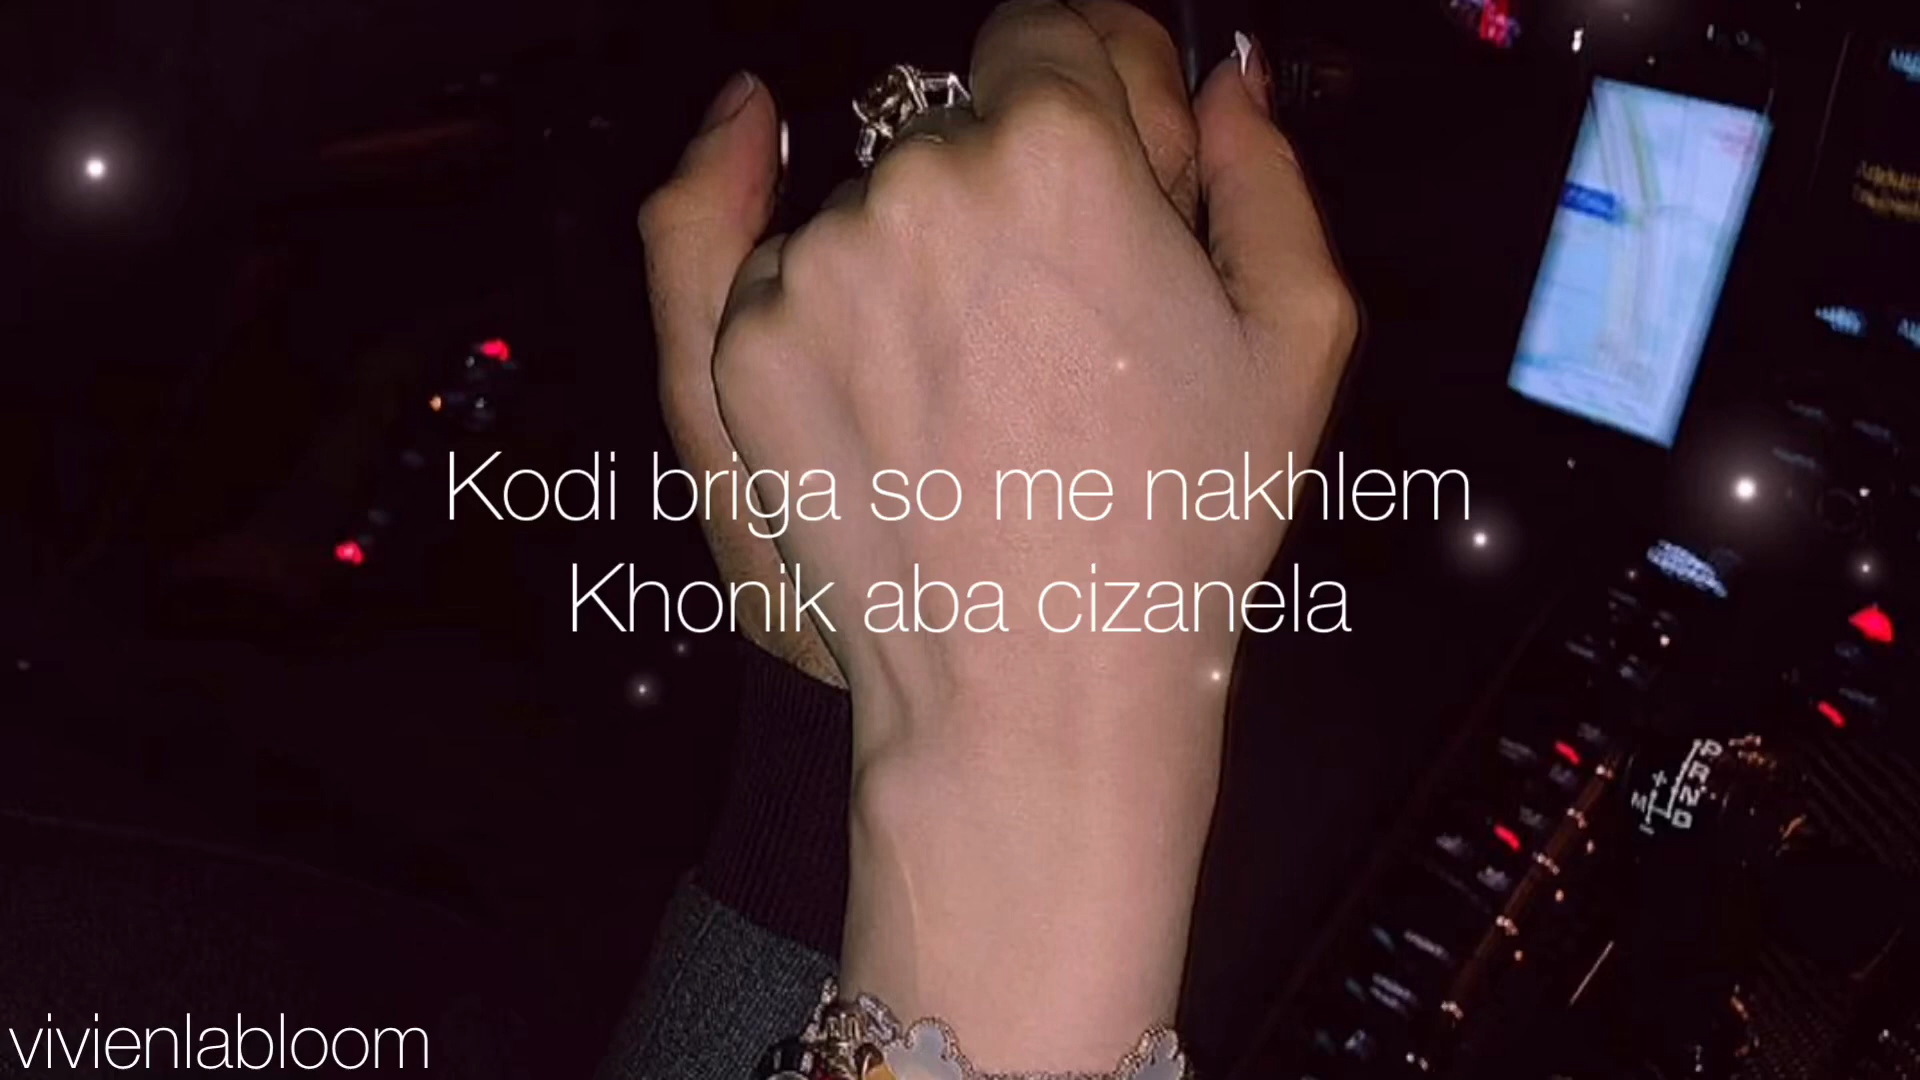 Kodi briga so me nakhlem
Khonik aba cizanela
P
R
N
D
+
M
−
vivienlabloom